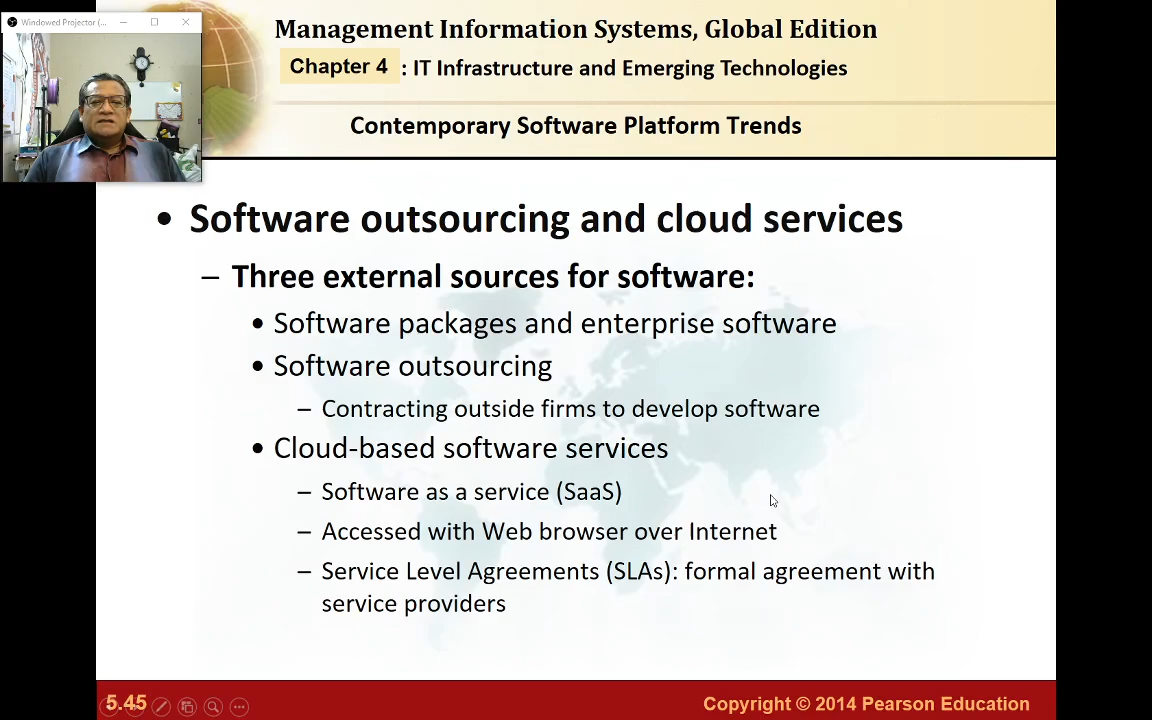 Windowed Projector (...
Management Information Systems, Global Edition
Chapter 4 : IT Infrastructure and Emerging Technologies
Contemporary Software Platform Trends
• Software outsourcing and cloud services
– Three external sources for software:
• Software packages and enterprise software
• Software outsourcing
– Contracting outside firms to develop software
• Cloud-based software services
– Software as a service (SaaS)
– Accessed with Web browser over Internet
– Service Level Agreements (SLAs): formal agreement with
service providers
5.45
Copyright © 2014 Pearson Education